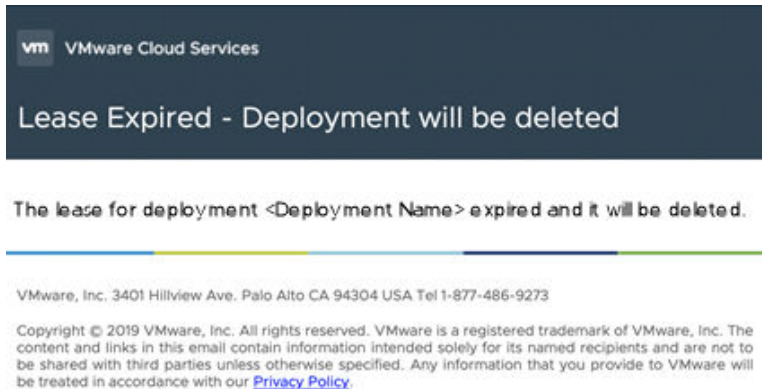 vm VMware Cloud Services
Lease Expired - Deployment will be deleted
The lease for deployment <Deployment Name> expired and it will be deleted.
VMware, Inc. 3401 Hillview Ave. Palo Alto CA 94304 USA Tel 1-877-486-9273
Copyright © 2019 VMware, Inc. All rights reserved. VMware is a registered trademark of VMware, Inc. The
content and links in this email contain information intended solely for its named recipients and are not to
be shared with third parties unless otherwise specified. Any information that you provide to VMware will
be treated in accordance with our Privacy Policy.